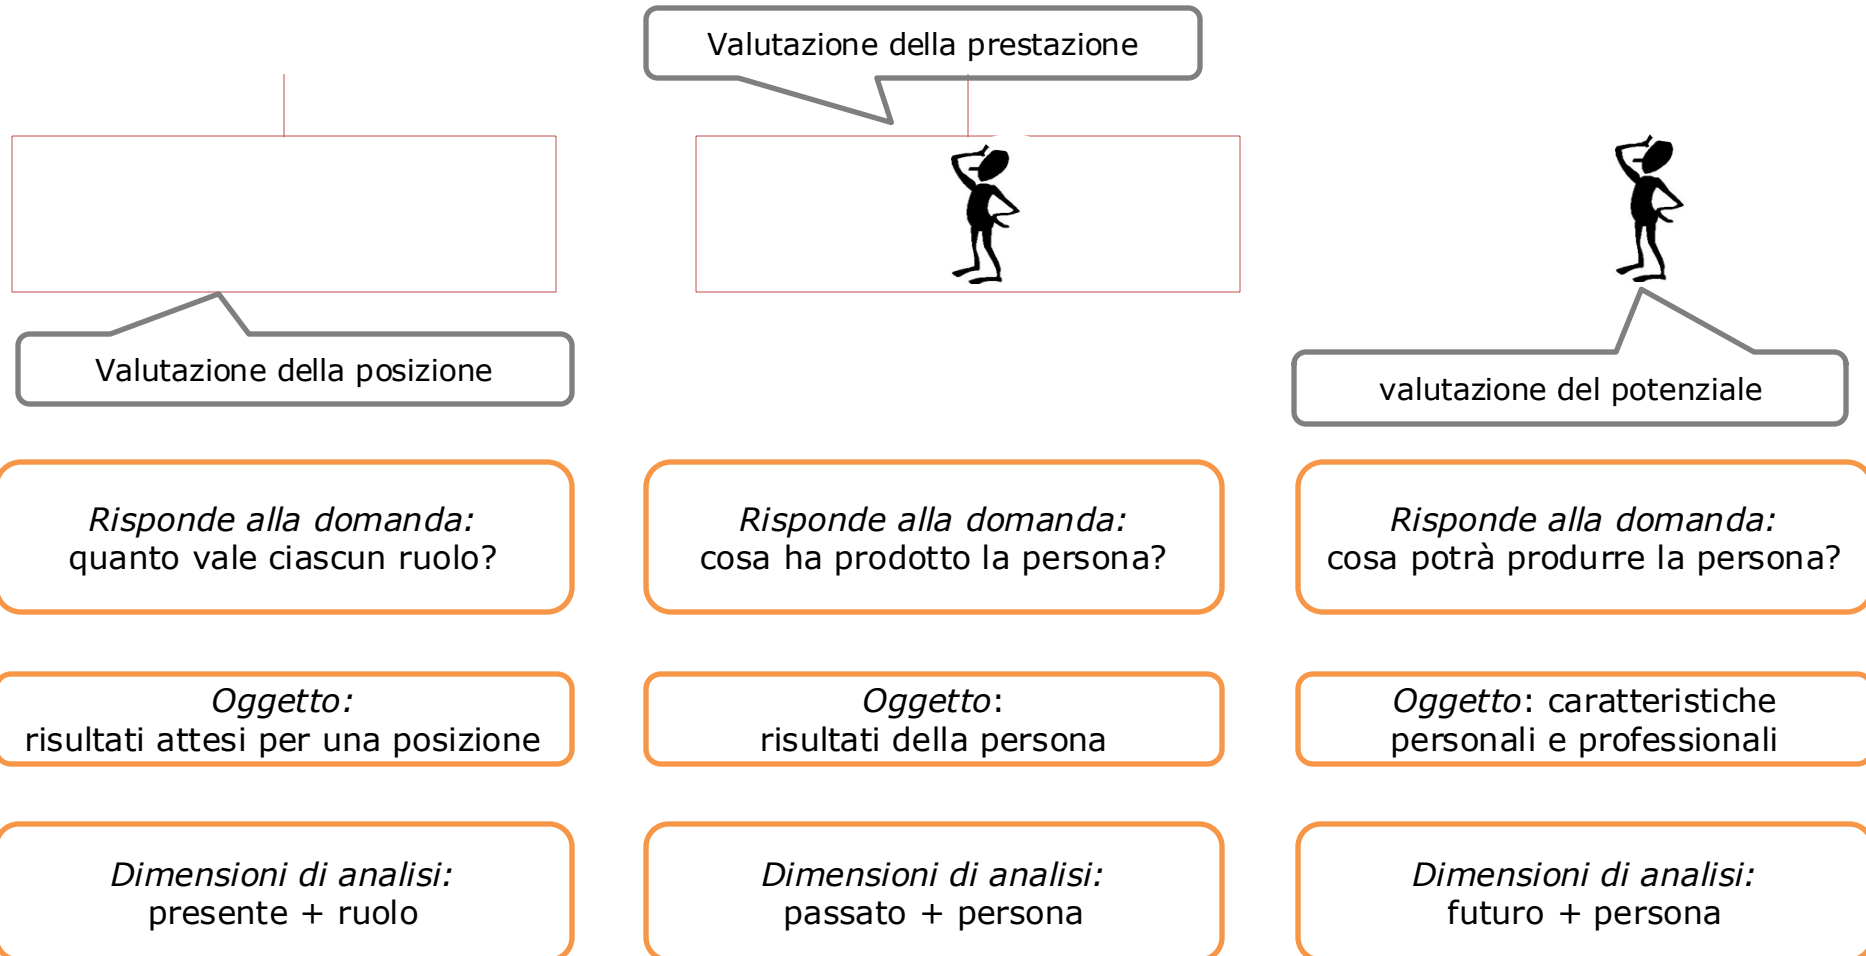 Valutazione della prestazione
Valutazione della posizione
valutazione del potenziale
Risponde alla domanda:
quanto vale ciascun ruolo?
Risponde alla domanda:
cosa ha prodotto la persona?
Risponde alla domanda:
cosa potrà produrre la persona?
Oggetto:
risultati attesi per una posizione
Oggetto:
risultati della persona
Oggetto: caratteristiche
personali e professionali
Dimensioni di analisi:
presente + ruolo
Dimensioni di analisi:
passato + persona
Dimensioni di analisi:
futuro + persona